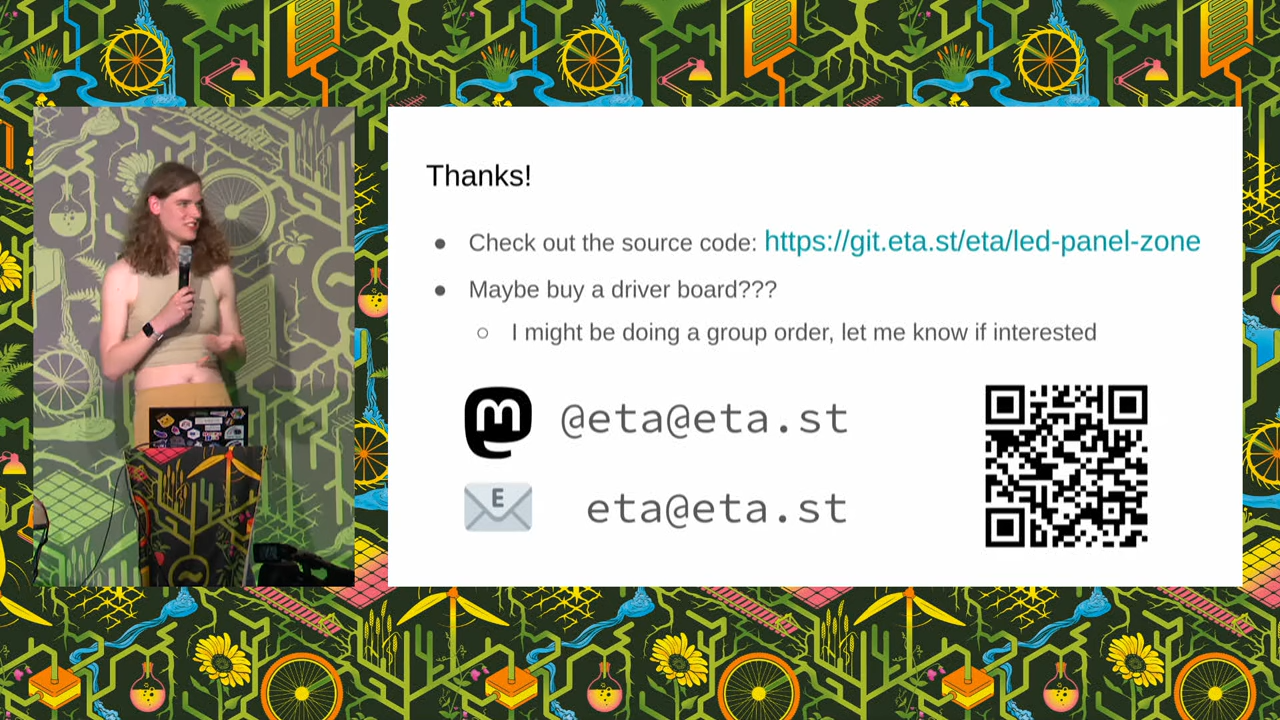 Thanks!
● Check out the source code: https://git.eta.st/eta/led-panel-zone
● Maybe buy a driver board???
○ I might be doing a group order, let me know if interested
@eta@eta.st
E
eta@eta.st